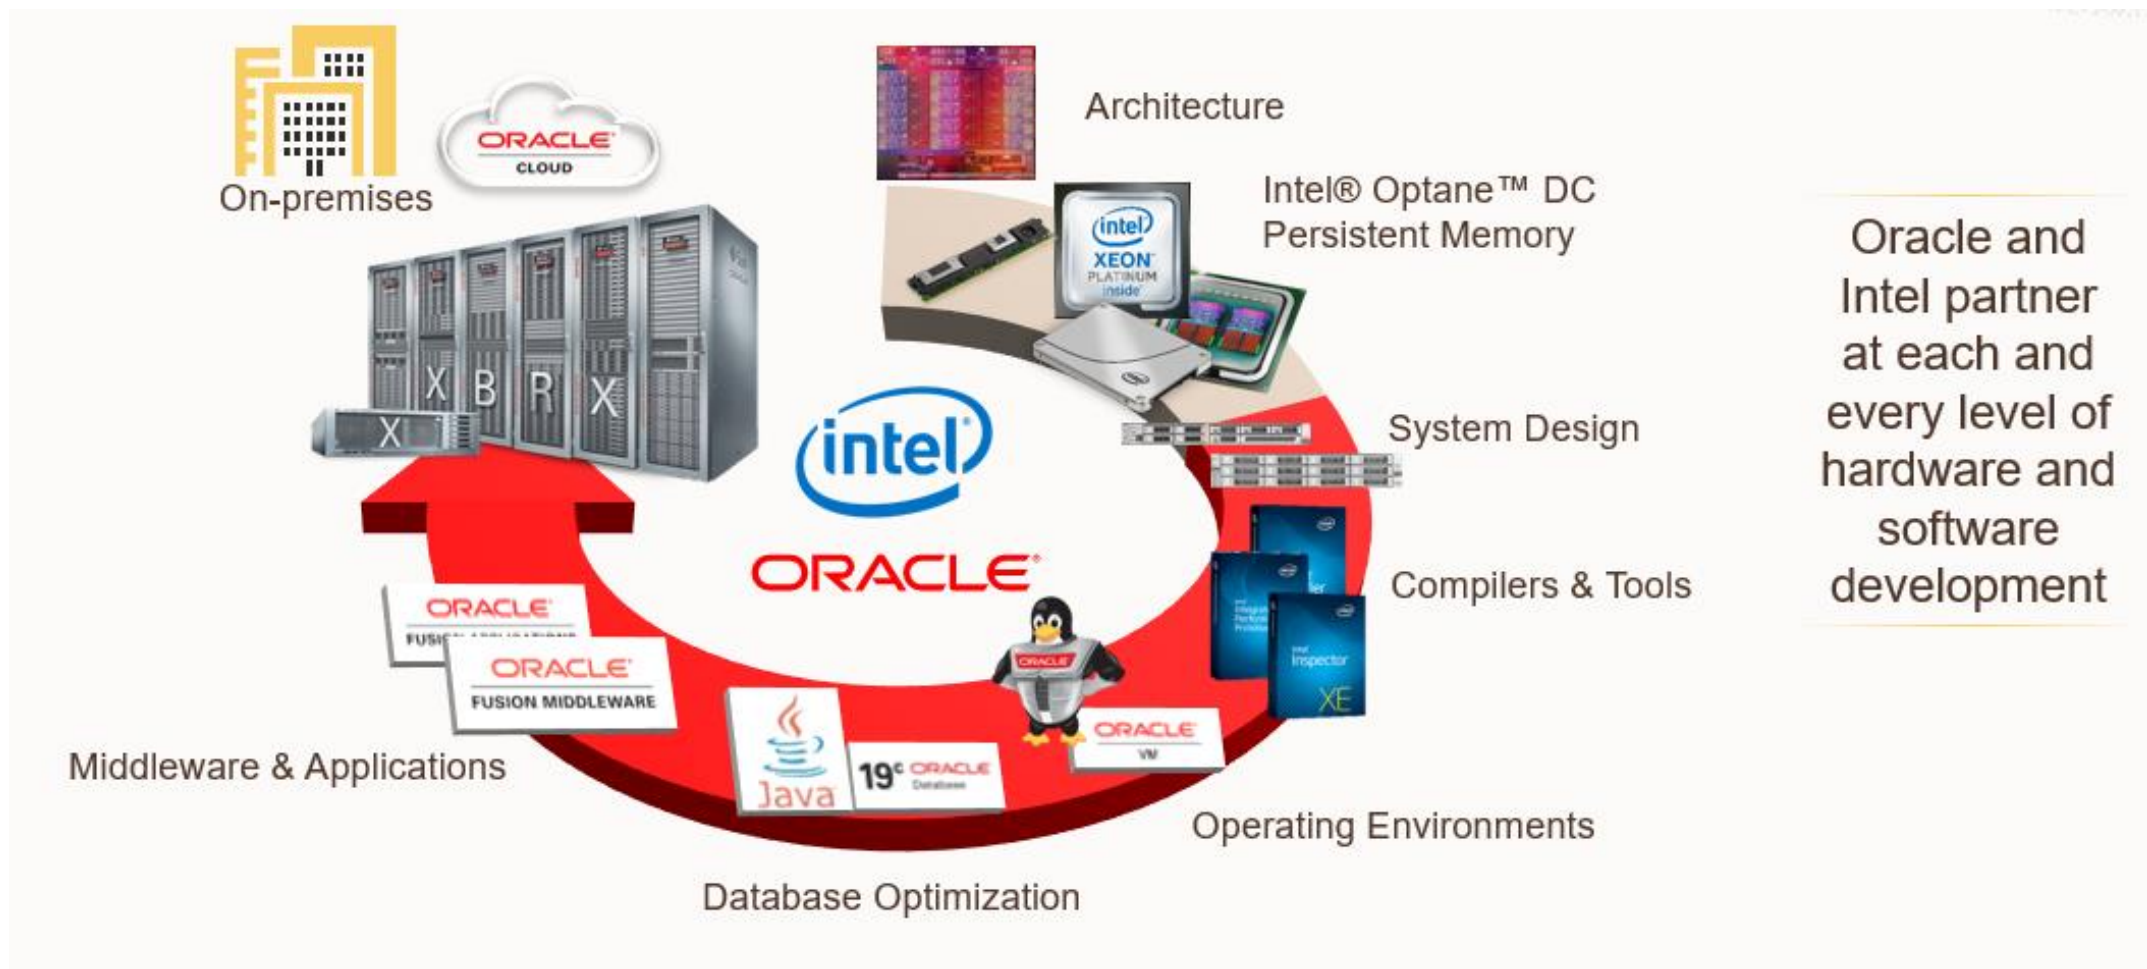 On-premises
ORACLE
CLOUD
X B R X
X
Architecture
Intel® Optane™ DC
Persistent Memory
intel
XEON
PLATINUM
inside
System Design
intel
ORACLE
Compilers & Tools
intel
Inspector
XE
ORACLE
ORACLE
VM
Operating Environments
Java
19c ORACLE
Database
Database Optimization
ORACLE
ORACLE
FUSION MIDDLEWARE
Middleware & Applications
Oracle and
Intel partner
at each and
every level of
hardware and
software
development